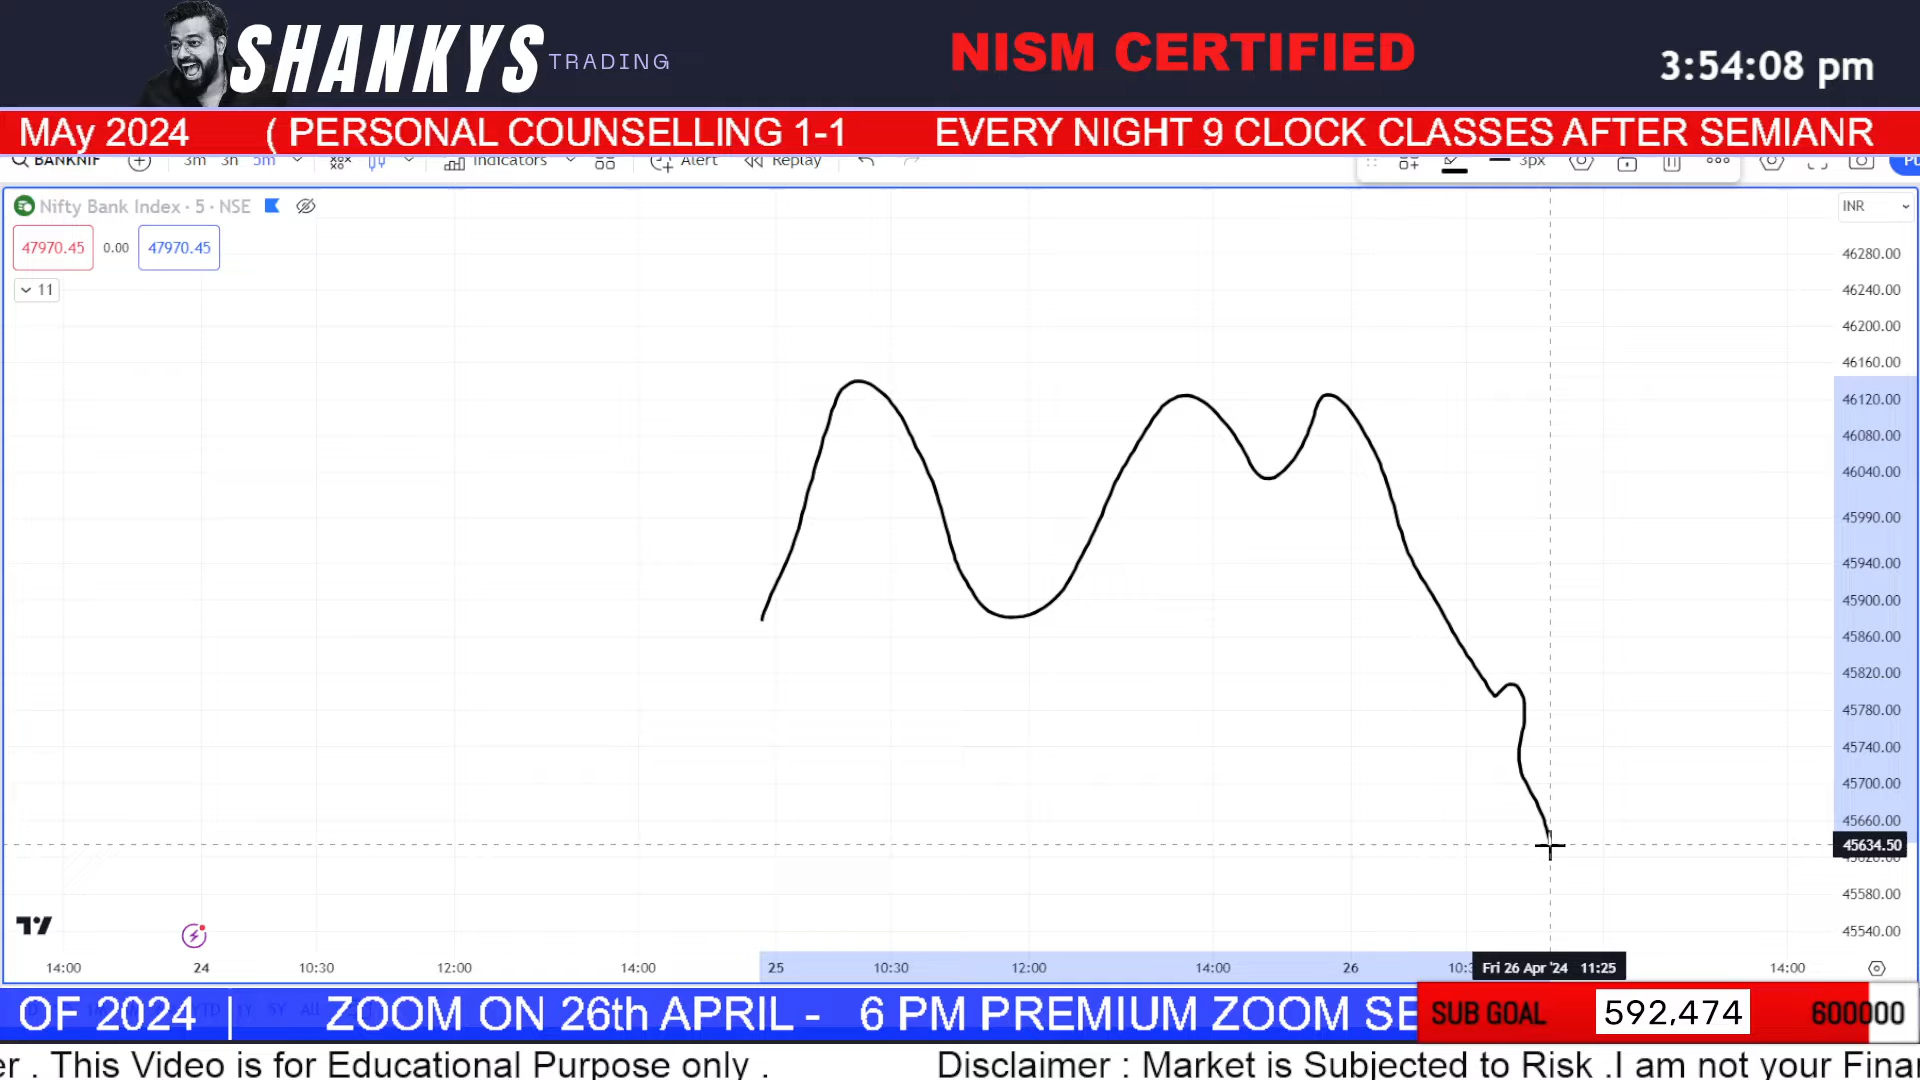 SHANKYS TRADING
NISM CERTIFIED
3:54:08 pm
MAy 2024 ( PERSONAL COUNSELLING 1-1 EVERY NIGHT 9 CLOCK CLASSES AFTER SEMIANR
BANKNIF 3m 3h 5m Indicators Alert Replay 3px
Nifty Bank Index · 5 · NSE
INR
47970.45 0.00 47970.45
11
46280.00
46240.00
46200.00
46160.00
46120.00
46080.00
46040.00
45990.00
45940.00
45900.00
45860.00
45820.00
45780.00
45740.00
45700.00
45660.00
45634.50
45580.00
45540.00
14:00 24 10:30 12:00 14:00 25 10:30 12:00 14:00 26 Fri 26 Apr '24 11:25 14:00
OF 2024 | ZOOM ON 26th APRIL - 6 PM PREMIUM ZOOM SE
SUB GOAL 592,474 600000
er . This Video is for Educational Purpose only . Disclaimer : Market is Subjected to Risk .I am not your Finan